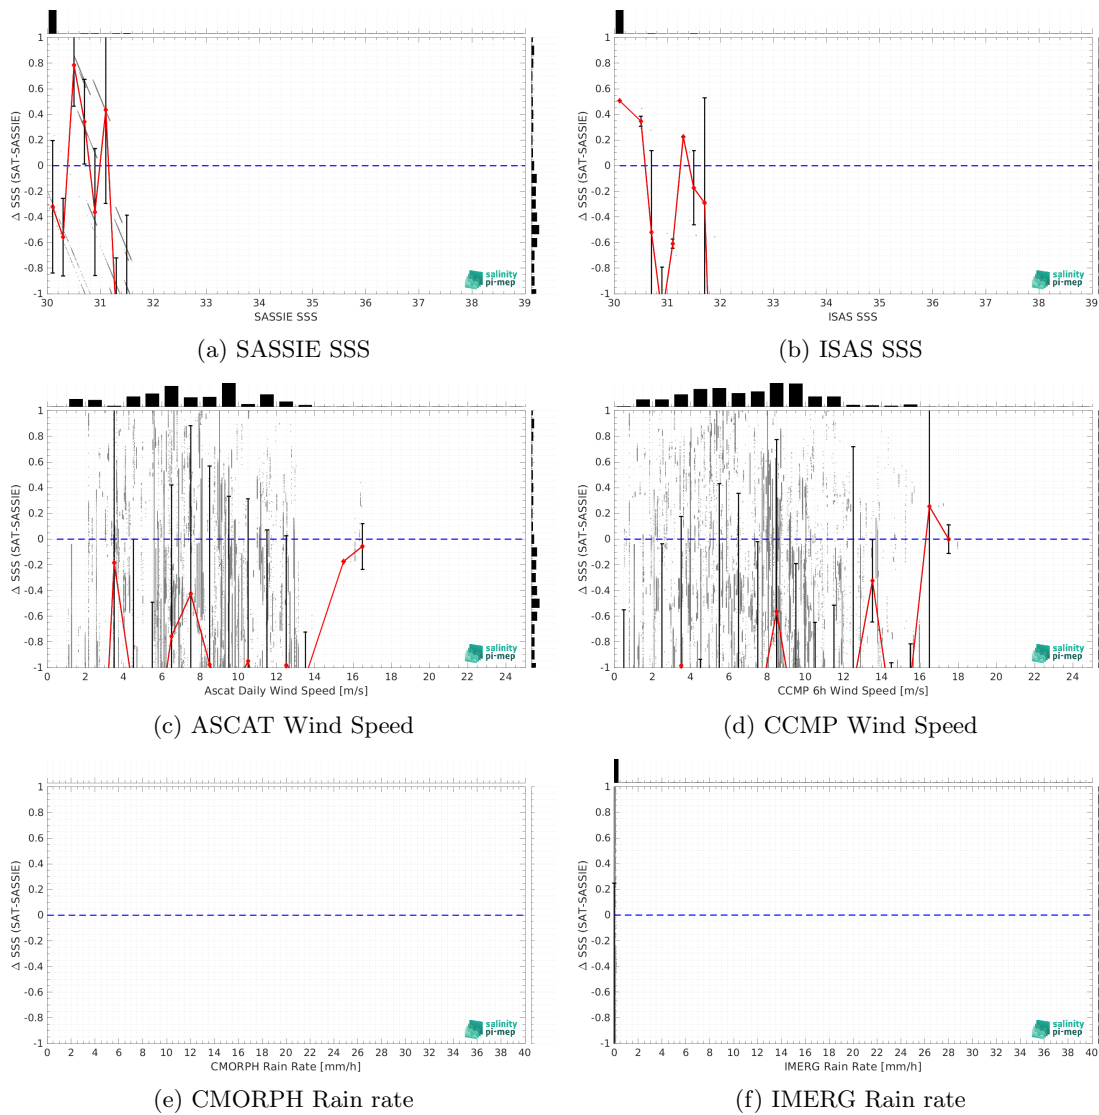 1
0.8
0.6
0.4
0.2
0
-0.2
-0.4
-0.6
-0.8
-1
Δ SSS (SAT-SASSIE)
salinity
pi-mep
30 31 32 33 34 35 36 37 38 39
SASSIE SSS
(a) SASSIE SSS
1
0.8
0.6
0.4
0.2
0
-0.2
-0.4
-0.6
-0.8
-1
Δ SSS (SAT-SASSIE)
salinity
pi-mep
30 31 32 33 34 35 36 37 38 39
ISAS SSS
(b) ISAS SSS
1
0.8
0.6
0.4
0.2
0
-0.2
-0.4
-0.6
-0.8
-1
Δ SSS (SAT-SASSIE)
salinity
pi-mep
0 2 4 6 8 10 12 14 16 18 20 22 24
Ascat Daily Wind Speed [m/s]
(c) ASCAT Wind Speed
1
0.8
0.6
0.4
0.2
0
-0.2
-0.4
-0.6
-0.8
-1
Δ SSS (SAT-SASSIE)
salinity
pi-mep
0 2 4 6 8 10 12 14 16 18 20 22 24
CCMP 6h Wind Speed [m/s]
(d) CCMP Wind Speed
1
0.8
0.6
0.4
0.2
0
-0.2
-0.4
-0.6
-0.8
-1
Δ SSS (SAT-SASSIE)
salinity
pi-mep
0 2 4 6 8 10 12 14 16 18 20 22 24 26 28 30 32 34 36 38 40
CMORPH Rain Rate [mm/h]
(e) CMORPH Rain rate
1
0.8
0.6
0.4
0.2
0
-0.2
-0.4
-0.6
-0.8
-1
Δ SSS (SAT-SASSIE)
salinity
pi-mep
0 2 4 6 8 10 12 14 16 18 20 22 24 26 28 30 32 34 36 38 40
IMERG Rain Rate [mm/h]
(f) IMERG Rain rate